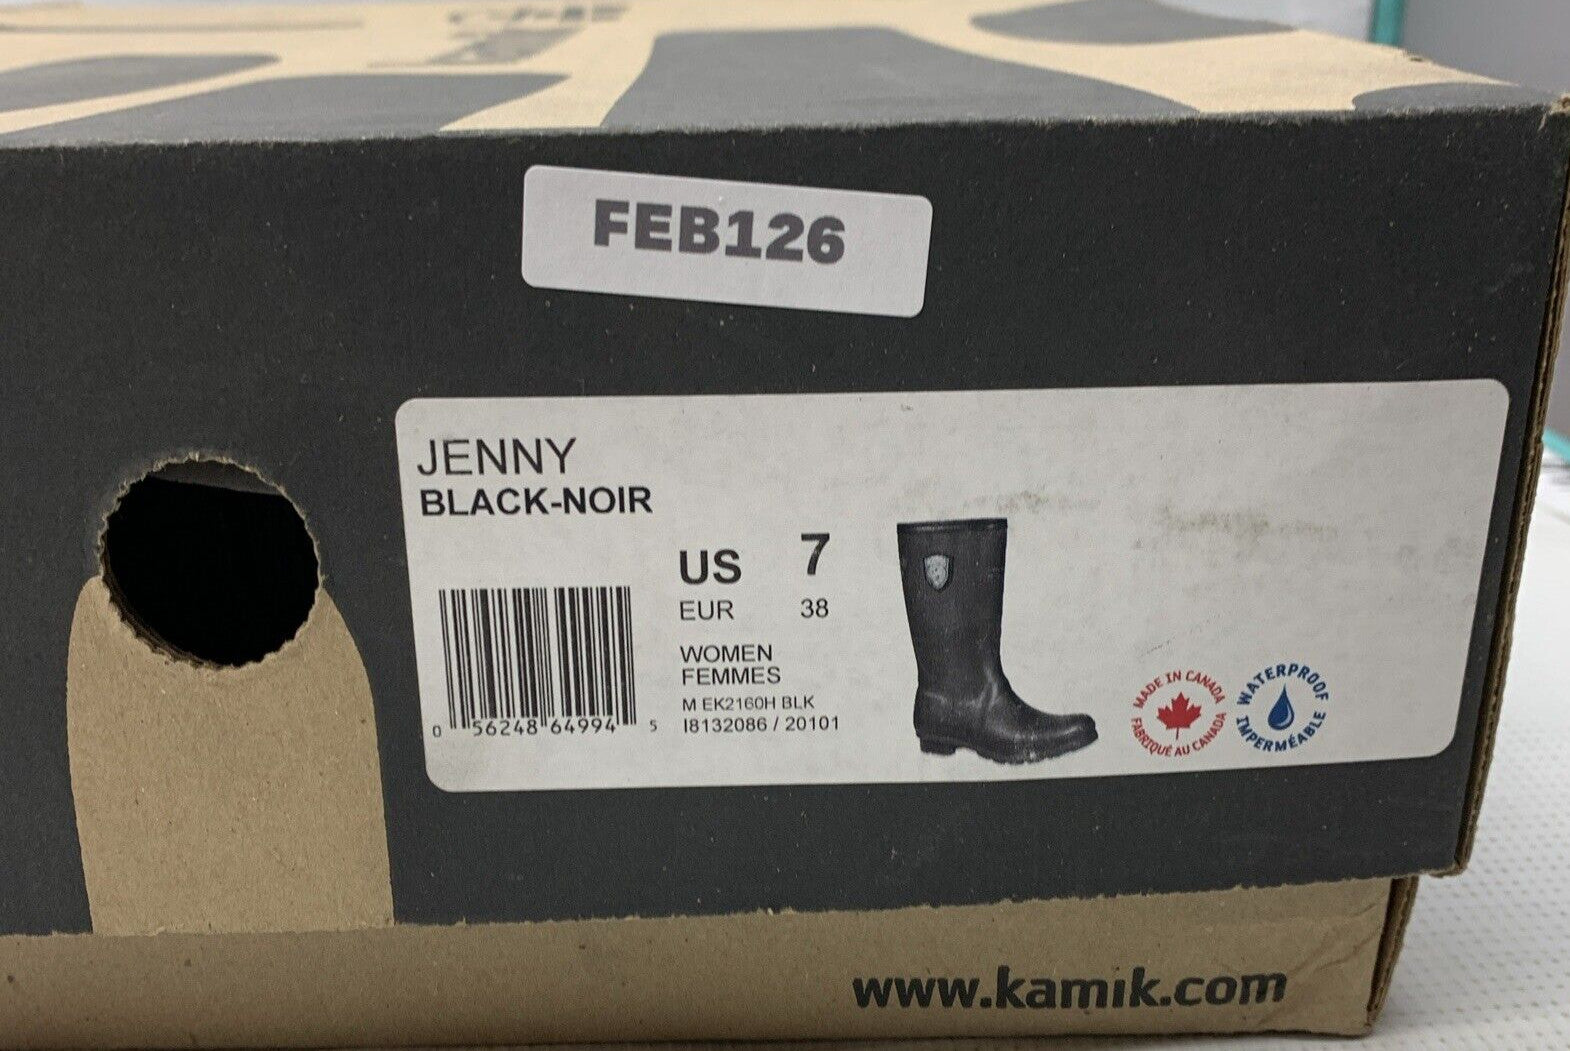 FEB126
JENNY
BLACK-NOIR
US 7
EUR 38
WOMEN
FEMMES
M EK2160H BLK
I8132086 / 20101
0 56248 64994 5
MADE IN CANADA
FABRIQUÉ AU CANADA
WATERPROOF
IMPERMÉABLE
www.kamik.com